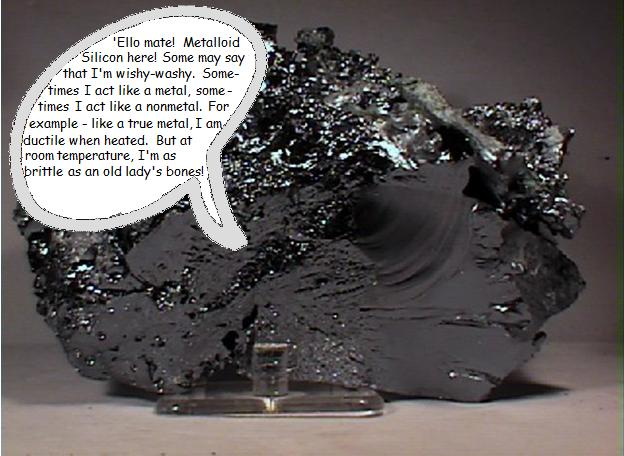 'Ello mate! Metalloid
Silicon here! Some may say
that I'm wishy-washy. Some-
times I act like a metal, some-
times I act like a nonmetal. For
example - like a true metal, I am
ductile when heated. But at
room temperature, I'm as
brittle as an old lady's bones!